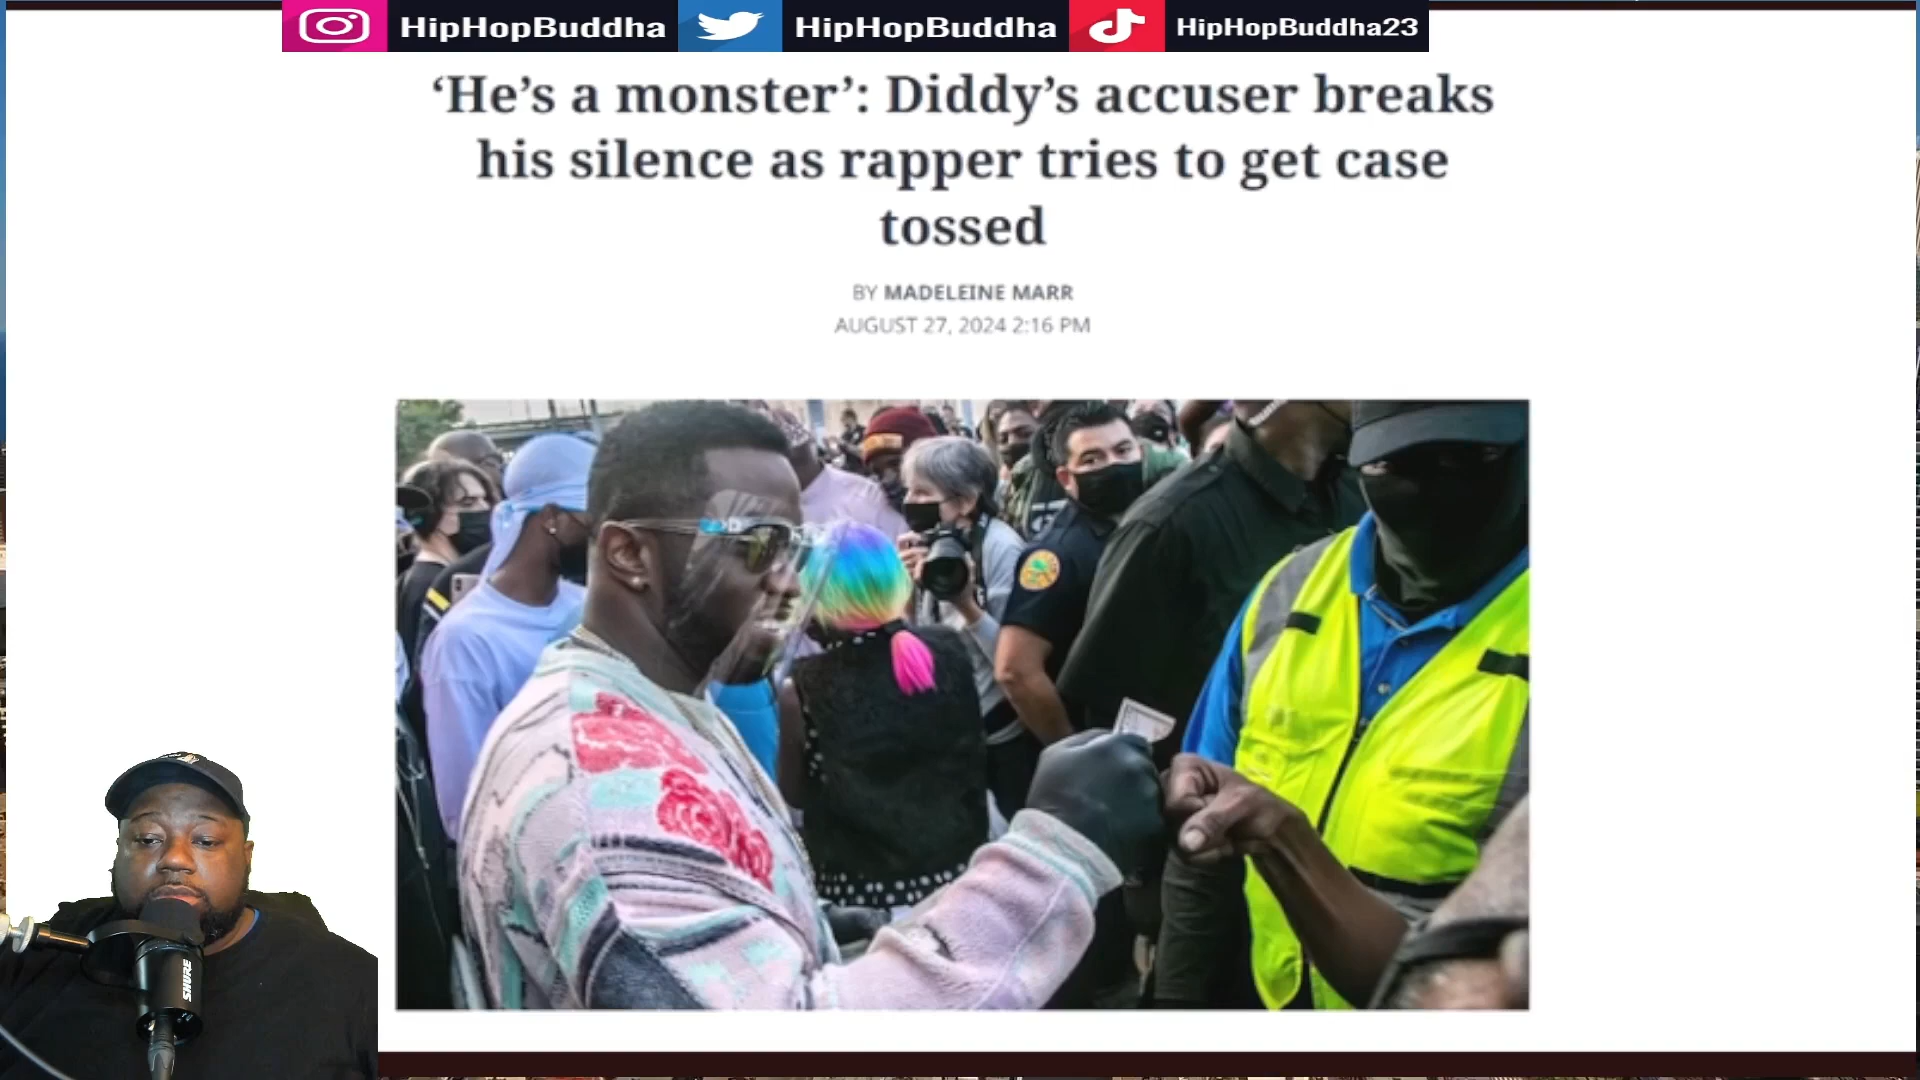 HipHopBuddha HipHopBuddha HipHopBuddha23
‘He’s a monster’: Diddy’s accuser breaks
his silence as rapper tries to get case
tossed
BY MADELEINE MARR
AUGUST 27, 2024 2:16 PM
SHURE